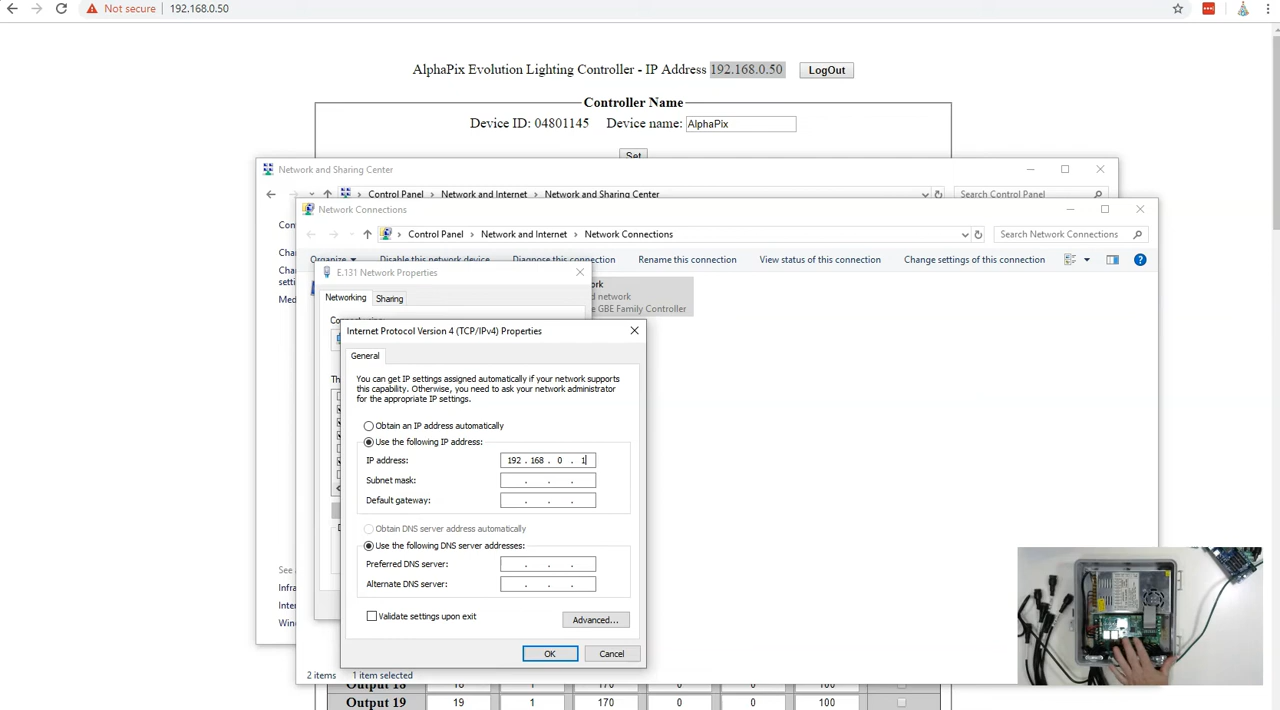 Not secure 192.168.0.50
AlphaPix Evolution Lighting Controller - IP Address 192.168.0.50 LogOut
Controller Name
Device ID: 04801145 Device name: AlphaPix
Set
Network and Sharing Center
Control Panel Network and Internet Network and Sharing Center Search Control Panel
Network Connections
Control Panel Network and Internet Network Connections Search Network Connections
Organize Disable this network device Diagnose this connection Rename this connection View status of this connection Change settings of this connection
E.131 Network Properties
Networking Sharing
GBE Family Controller
Internet Protocol Version 4 (TCP/IPv4) Properties
General
You can get IP settings assigned automatically if your network supports
this capability. Otherwise, you need to ask your network administrator
for the appropriate IP settings.
Obtain an IP address automatically
Use the following IP address:
IP address: 192 . 168 . 0 . 1
Subnet mask: . . .
Default gateway: . . .
Obtain DNS server address automatically
Use the following DNS server addresses:
Preferred DNS server: . . .
Alternate DNS server: . . .
Validate settings upon exit Advanced...
OK Cancel
2 items 1 item selected
Output 18 18 1 170 0 0 100
Output 19 19 1 170 0 0 100